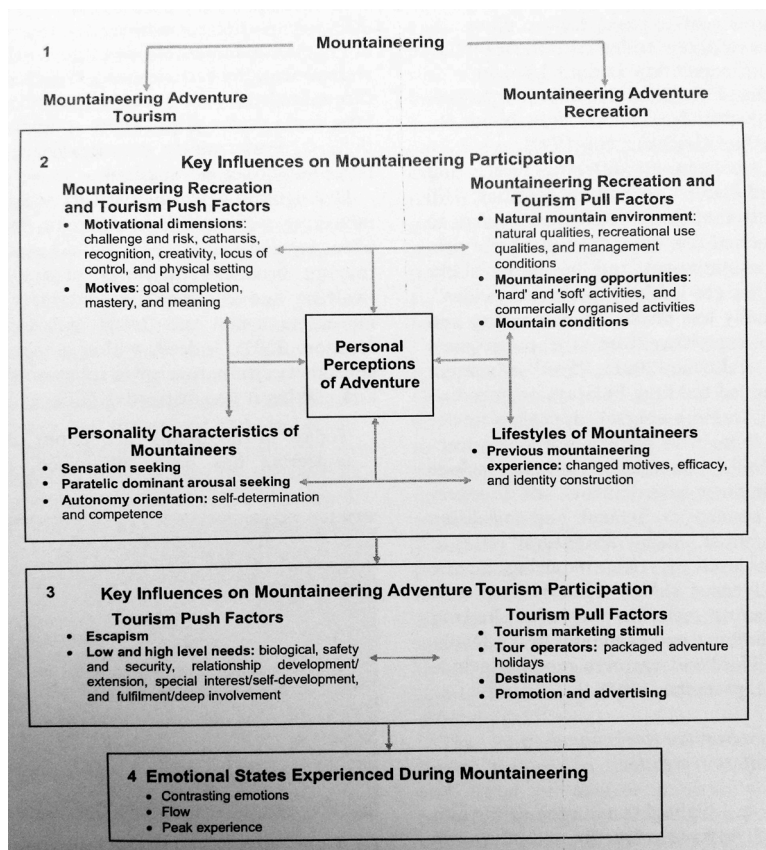 1
Mountaineering
Mountaineering Adventure
Tourism
Mountaineering Adventure
Recreation
2
Key Influences on Mountaineering Participation
Mountaineering Recreation
and Tourism Push Factors
• Motivational dimensions:
challenge and risk, catharsis,
recognition, creativity, locus
of control, and physical setting
• Motives: goal completion,
mastery, and meaning
Mountaineering Recreation and
Tourism Pull Factors
• Natural mountain environment:
natural qualities, recreational use
qualities, and management
conditions
• Mountaineering opportunities:
'hard' and 'soft' activities, and
commercially organised activities
• Mountain conditions
Personal
Perceptions
of Adventure
Personality Characteristics of
Mountaineers
• Sensation seeking
• Paratelic dominant arousal seeking
• Autonomy orientation: self-determination
and competence
Lifestyles of Mountaineers
• Previous mountaineering
experience: changed motives, efficacy,
and identity construction
3
Key Influences on Mountaineering Adventure Tourism Participation
Tourism Push Factors
• Escapism
• Low and high level needs: biological, safety
and security, relationship development/
extension, special interest/self-development,
and fulfilment/deep involvement
Tourism Pull Factors
• Tourism marketing stimuli
• Tour operators: packaged adventure
holidays
• Destinations
• Promotion and advertising
4 Emotional States Experienced During Mountaineering
• Contrasting emotions
• Flow
• Peak experience